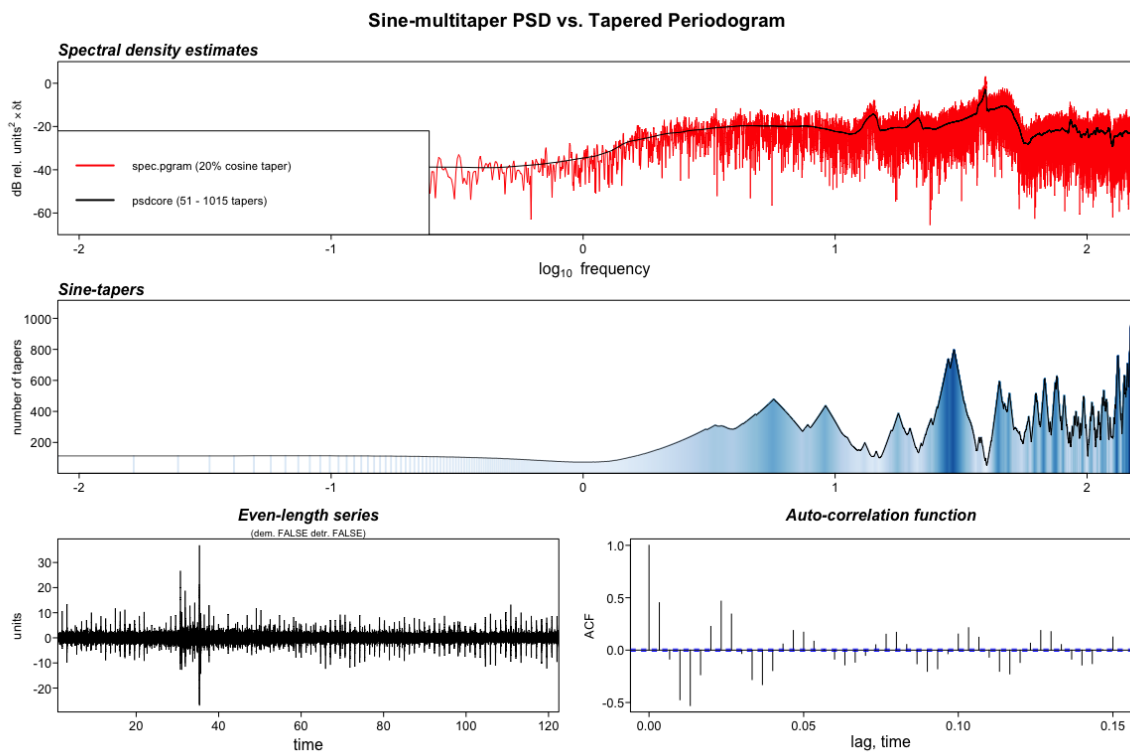 Sine-multitaper PSD vs. Tapered Periodogram
Spectral density estimates
dB rel. units² × δt
0
-20
-40
-60
spec.pgram (20% cosine taper)
psdcore (51 - 1015 tapers)
-2 -1 0 1 2
log₁₀ frequency
Sine-tapers
number of tapers
1000
800
600
400
200
-2 -1 0 1 2
Even-length series
(dem. FALSE detr. FALSE)
units
30
20
10
0
-10
-20
20 40 60 80 100 120
time
Auto-correlation function
ACF
1.0
0.5
0.0
-0.5
0.00 0.05 0.10 0.15
lag, time